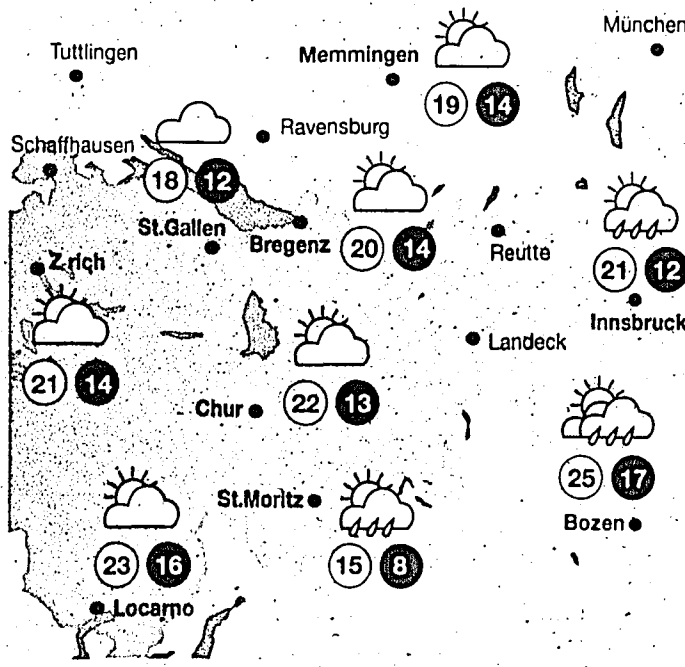 München
Tuttlingen
Memmingen
19 14
Ravensburg
Schaffhausen
18 12
St.Gallen
Bregenz
20 14
Reutte
Z rich
21 12
Innsbruck
Landeck
21 14
22 13
Chur
25 17
St.Moritz
Bozen
23 16
15 8
Locarno